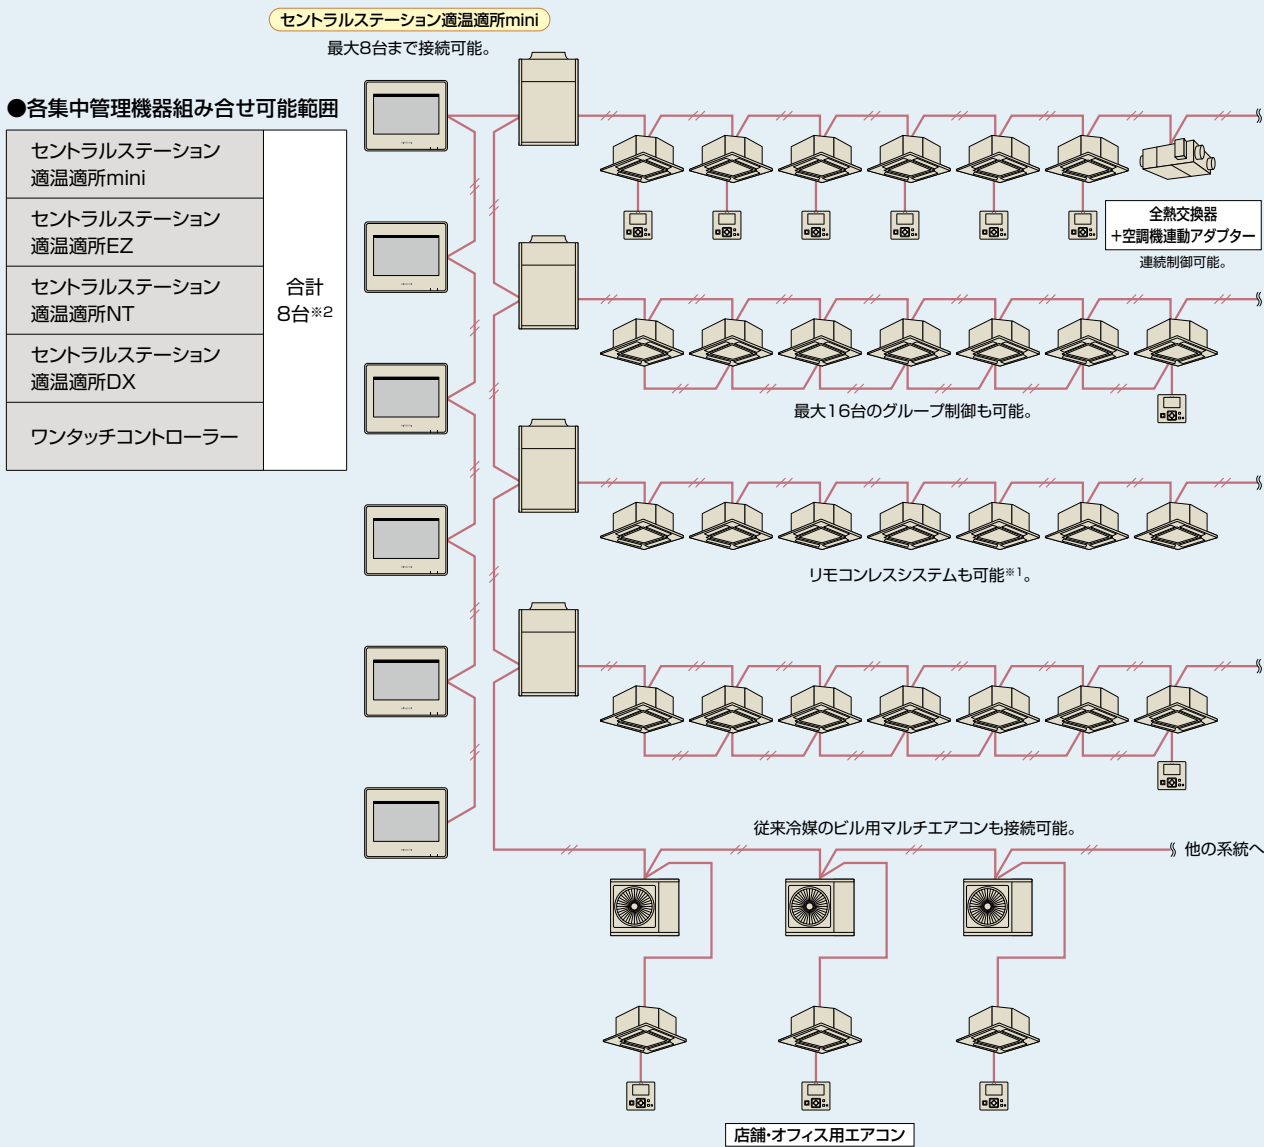 セントラルステーション適温適所mini
最大8台まで接続可能。
●各集中管理機器組み合せ可能範囲
セントラルステーション
適温適所mini
セントラルステーション
適温適所EZ
セントラルステーション
適温適所NT
セントラルステーション
適温適所DX
ワンタッチコントローラー
合計
8台※2
全熱交換器
+空調機連動アダプター
連続制御可能。
最大16台のグループ制御も可能。
リモコンレスシステムも可能※1。
従来冷媒のビル用マルチエアコンも接続可能。
他の系統へ
店舗・オフィス用エアコン